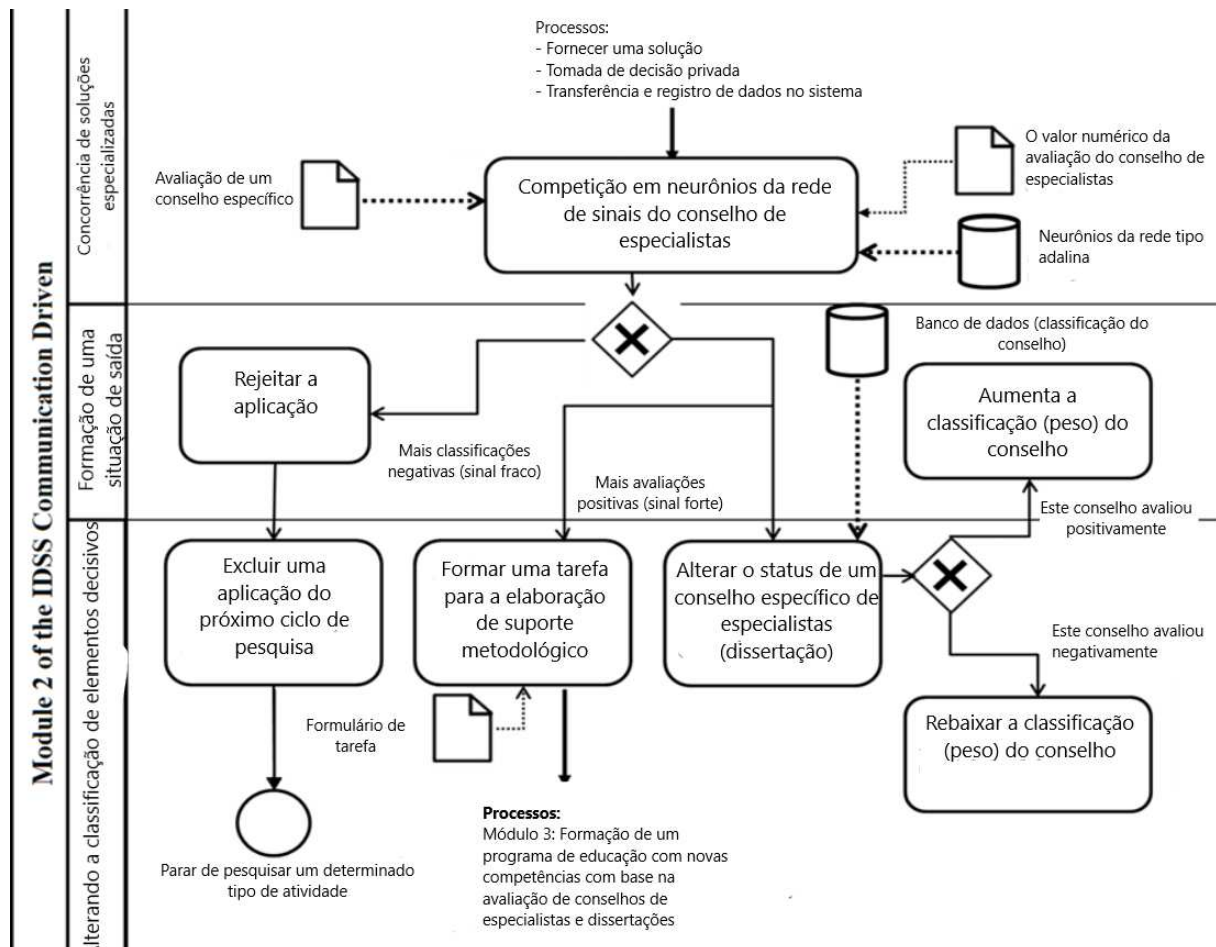 Module 2 of the IDSS Communication Driven
Concorrência de soluções
especializadas
Processos:
- Fornecer uma solução
- Tomada de decisão privada
- Transferência e registro de dados no sistema
Avaliação de um
conselho específico
Competição em neurônios da rede
de sinais do conselho de
especialistas
O valor numérico da
avaliação do conselho de
especialistas
Neurônios da rede tipo
adalina
Formação de uma
situação de saída
Rejeitar a
aplicação
Mais classificações
negativas (sinal fraco)
Mais avaliações
positivas (sinal forte)
Banco de dados (classificação do
conselho)
Aumenta a
classificação (peso) do
conselho
Este conselho avaliou
positivamente
lterando a classificação de elementos decisivos
Excluir uma
aplicação do
próximo ciclo de
pesquisa
Formar uma tarefa
para a elaboração
de suporte
metodológico
Alterar o status de um
conselho específico de
especialistas
(dissertação)
Este conselho avaliou
negativamente
Rebaixar a classificação
(peso) do conselho
Formulário de
tarefa
Parar de pesquisar um determinado
tipo de atividade
Processos:
Módulo 3: Formação de um
programa de educação com novas
competências com base na
avaliação de conselhos de
especialistas e dissertações